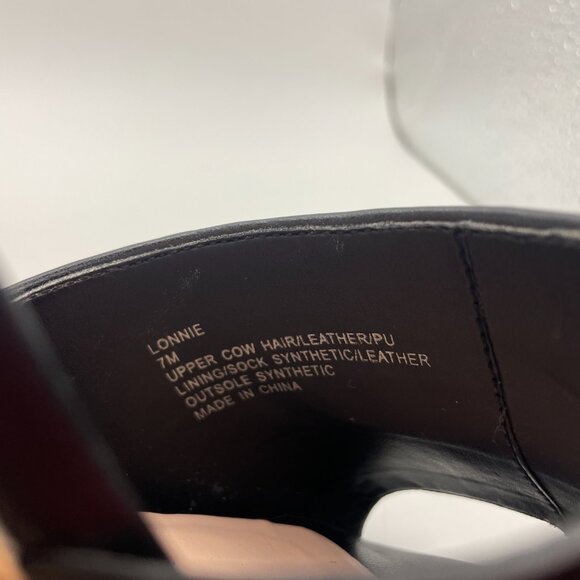 LONNIE
7M
UPPER COW HAIR/LEATHER/PU
LINING/SOCK SYNTHETIC/LEATHER
OUTSOLE SYNTHETIC
MADE IN CHINA